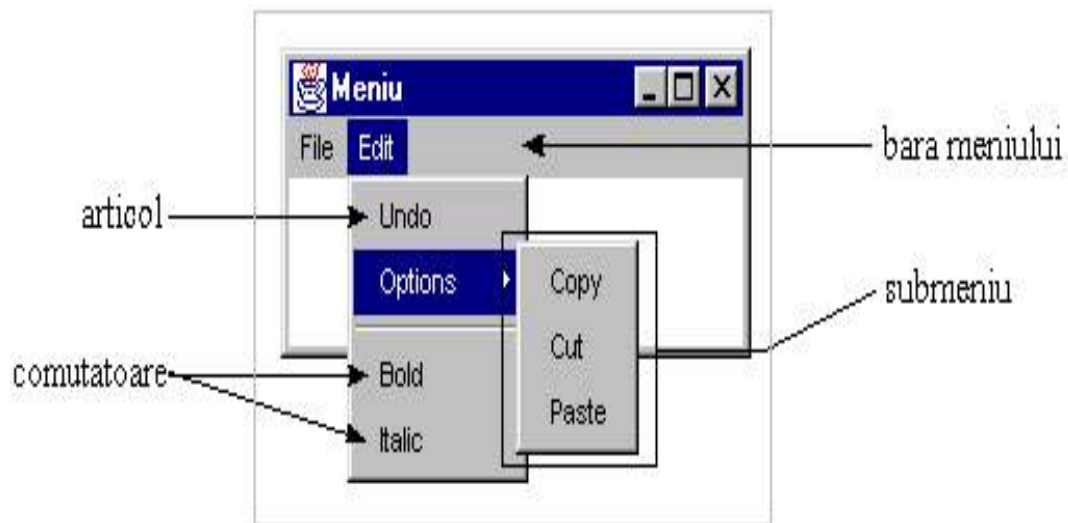 Meniu
File Edit
bara meniului
articol
Undo
Options
Copy
submeniu
Cut
comutatoare
Bold
Paste
Italic